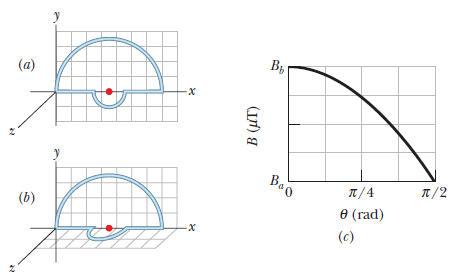 y
(a)
x
z
y
(b)
x
z
B (μT)
B_b
B_a
0
π/4
π/2
θ (rad)
(c)